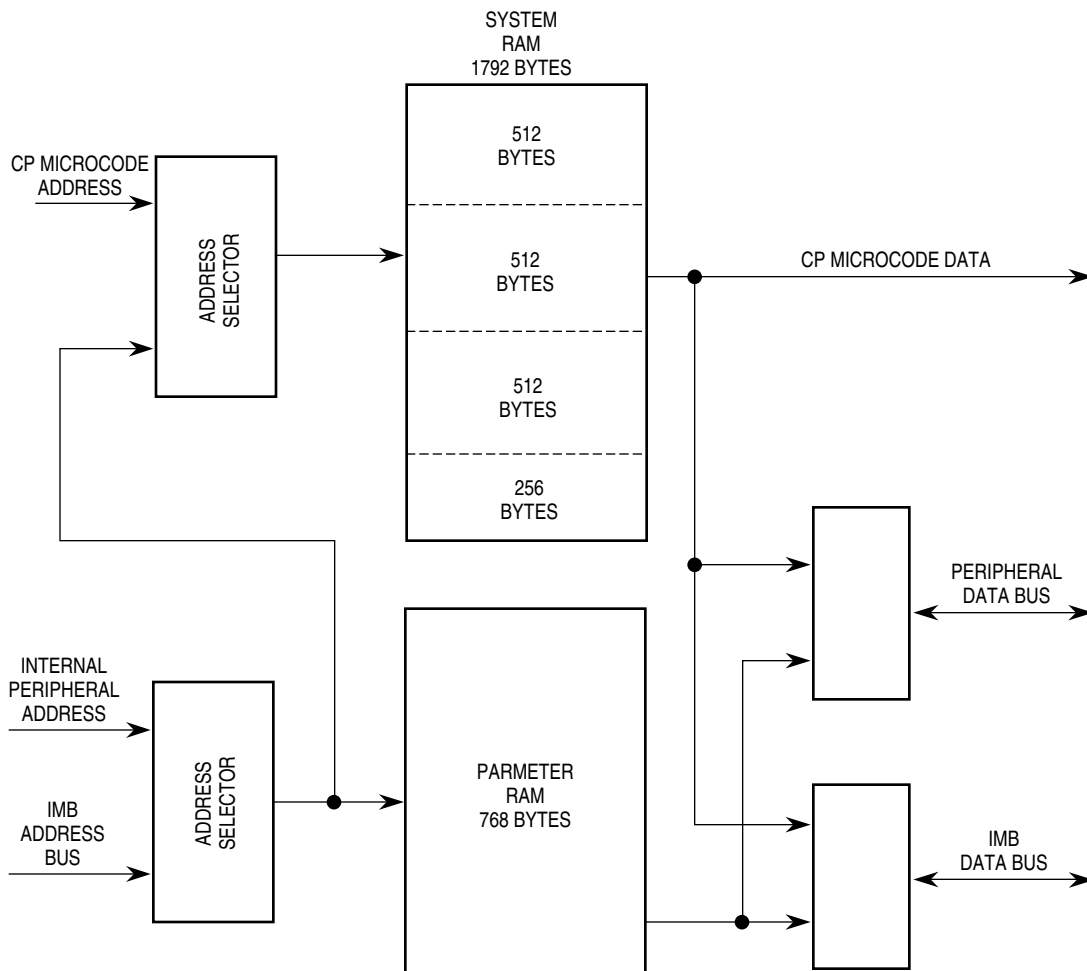 SYSTEM
RAM
1792 BYTES
512
BYTES
CP MICROCODE
ADDRESS
ADDRESS
SELECTOR
512
BYTES
CP MICROCODE DATA
512
BYTES
256
BYTES
PERIPHERAL
DATA BUS
INTERNAL
PERIPHERAL
ADDRESS
ADDRESS
SELECTOR
PARMETER
RAM
768 BYTES
IMB
ADDRESS
BUS
IMB
DATA BUS